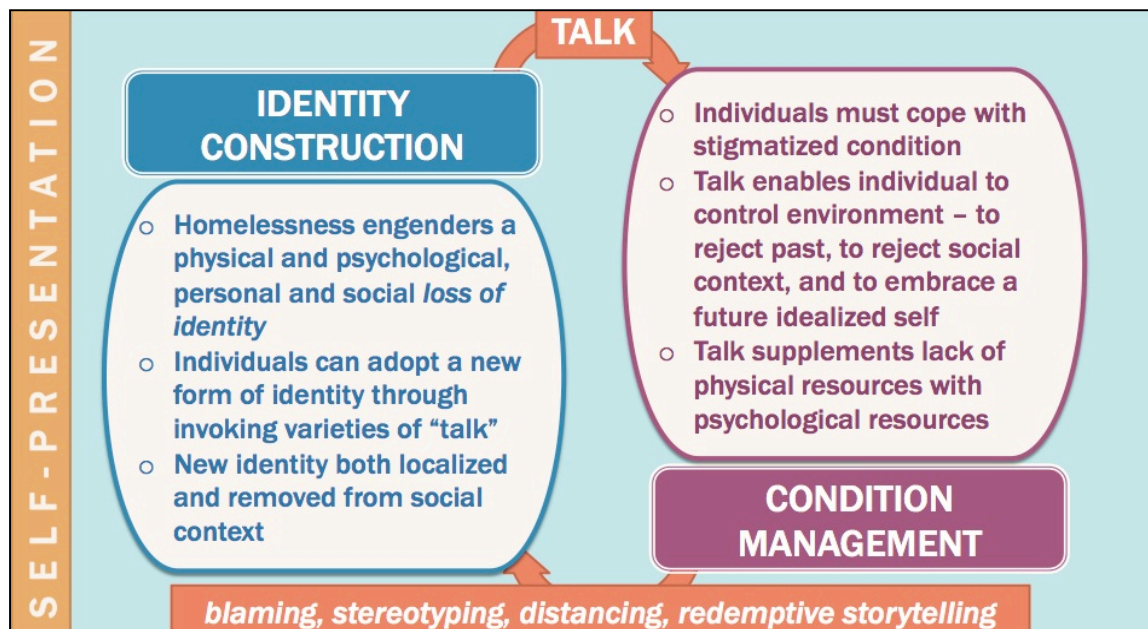 SELF-PRESENTATION
TALK
IDENTITY
CONSTRUCTION
○ Homelessness engenders a
physical and psychological,
personal and social loss of
identity
○ Individuals can adopt a new
form of identity through
invoking varieties of “talk”
○ New identity both localized
and removed from social
context
○ Individuals must cope with
stigmatized condition
○ Talk enables individual to
control environment – to
reject past, to reject social
context, and to embrace a
future idealized self
○ Talk supplements lack of
physical resources with
psychological resources
CONDITION
MANAGEMENT
blaming, stereotyping, distancing, redemptive storytelling